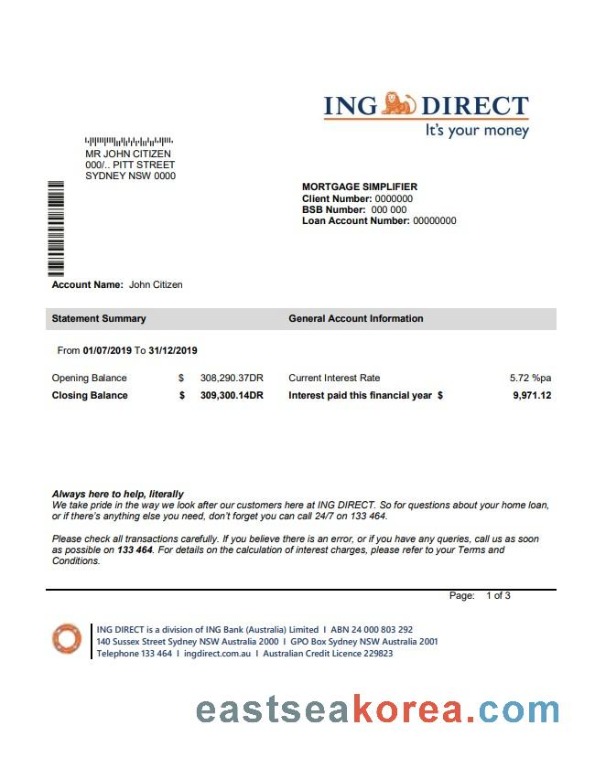 ING DIRECT
It's your money
MR JOHN CITIZEN
000/.. PITT STREET
SYDNEY NSW 0000
MORTGAGE SIMPLIFIER
Client Number: 0000000
BSB Number: 000 000
Loan Account Number: 00000000
Account Name: John Citizen
Statement Summary General Account Information
From 01/07/2019 To 31/12/2019
Opening Balance $ 308,290.37DR Current Interest Rate 5.72 %pa
Closing Balance $ 309,300.14DR Interest paid this financial year $ 9,971.12
Always here to help, literally
We take pride in the way we look after our customers here at ING DIRECT. So for questions about your home loan,
or if there's anything else you need, don't forget you can call 24/7 on 133 464.
Please check all transactions carefully. If you believe there is an error, or if you have any queries, call us as soon
as possible on 133 464. For details on the calculation of interest charges, please refer to your Terms and
Conditions.
Page: 1 of 3
ING DIRECT is a division of ING Bank (Australia) Limited I ABN 24 000 803 292
140 Sussex Street Sydney NSW Australia 2000 I GPO Box Sydney NSW Australia 2001
Telephone 133 464 I ingdirect.com.au I Australian Credit Licence 229823
eastseakorea.com